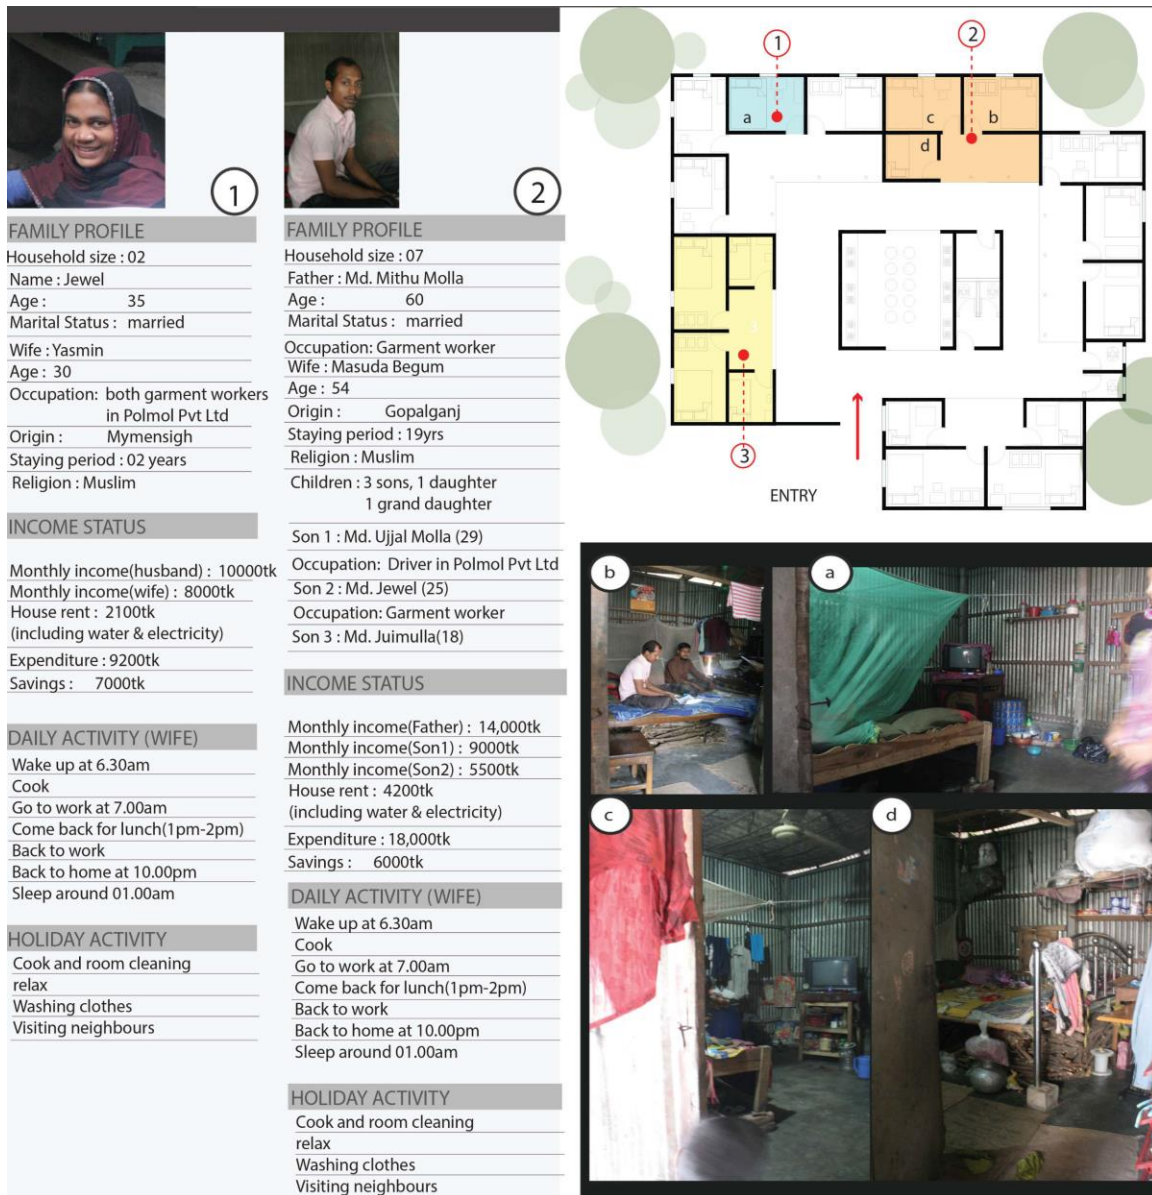 1
FAMILY PROFILE
Household size : 02
Name : Jewel
Age : 35
Marital Status : married
Wife : Yasmin
Age : 30
Occupation: both garment workers
in Polmol Pvt Ltd
Origin : Mymensigh
Staying period : 02 years
Religion : Muslim
INCOME STATUS
Monthly income(husband) : 10000tk
Monthly income(wife) : 8000tk
House rent : 2100tk
(including water & electricity)
Expenditure : 9200tk
Savings : 7000tk
DAILY ACTIVITY (WIFE)
Wake up at 6.30am
Cook
Go to work at 7.00am
Come back for lunch(1pm-2pm)
Back to work
Back to home at 10.00pm
Sleep around 01.00am
HOLIDAY ACTIVITY
Cook and room cleaning
relax
Washing clothes
Visiting neighbours
2
FAMILY PROFILE
Household size : 07
Father : Md. Mithu Molla
Age : 60
Marital Status : married
Occupation: Garment worker
Wife : Masuda Begum
Age : 54
Origin : Gopalganj
Staying period : 19yrs
Religion : Muslim
Children : 3 sons, 1 daughter
1 grand daughter
Son 1 : Md. Ujjal Molla (29)
Occupation: Driver in Polmol Pvt Ltd
Son 2 : Md. Jewel (25)
Occupation: Garment worker
Son 3 : Md. Juimulla(18)
INCOME STATUS
Monthly income(Father) : 14,000tk
Monthly income(Son1) : 9000tk
Monthly income(Son2) : 5500tk
House rent : 4200tk
(including water & electricity)
Expenditure : 18,000tk
Savings : 6000tk
DAILY ACTIVITY (WIFE)
Wake up at 6.30am
Cook
Go to work at 7.00am
Come back for lunch(1pm-2pm)
Back to work
Back to home at 10.00pm
Sleep around 01.00am
HOLIDAY ACTIVITY
Cook and room cleaning
relax
Washing clothes
Visiting neighbours
1
2
a
c
b
d
3
ENTRY
b
a
c
d